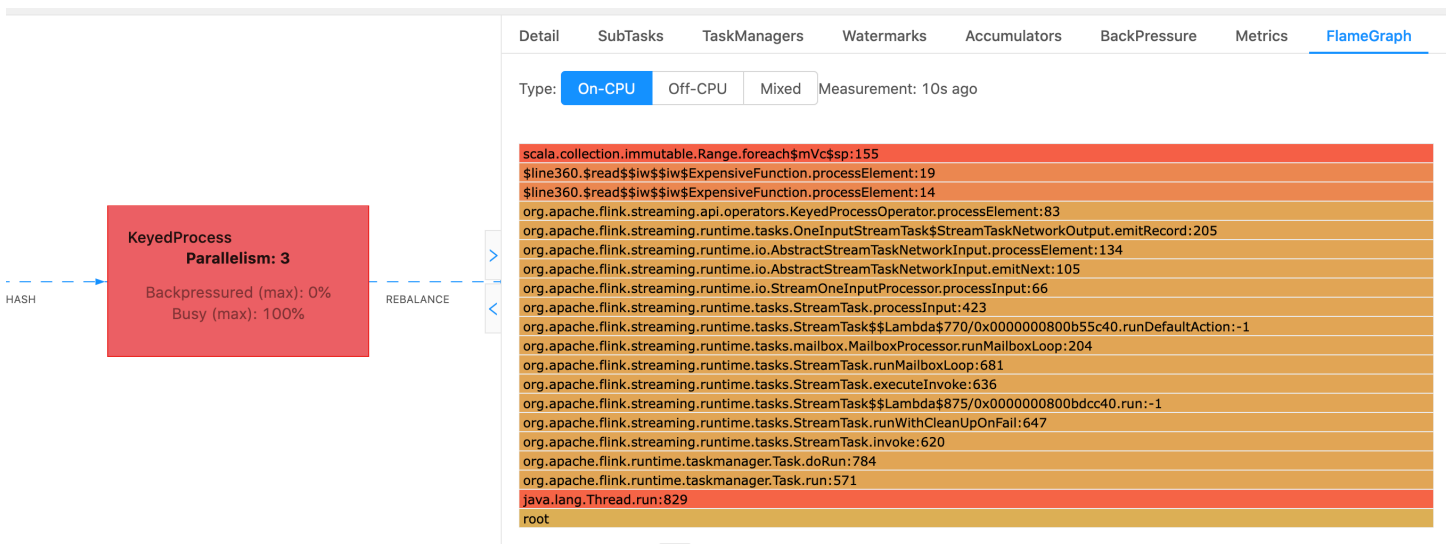 Detail SubTasks TaskManagers Watermarks Accumulators BackPressure Metrics FlameGraph
Type: On-CPU Off-CPU Mixed Measurement: 10s ago
KeyedProcess
Parallelism: 3
Backpressured (max): 0%
Busy (max): 100%
HASH
REBALANCE
scala.collection.immutable.Range.foreach$mVc$sp:155
$line360.$read$$iw$$iw$ExpensiveFunction.processElement:19
$line360.$read$$iw$$iw$ExpensiveFunction.processElement:14
org.apache.flink.streaming.api.operators.KeyedProcessOperator.processElement:83
org.apache.flink.streaming.runtime.tasks.OneInputStreamTask$StreamTaskNetworkOutput.emitRecord:205
org.apache.flink.streaming.runtime.io.AbstractStreamTaskNetworkInput.processElement:134
org.apache.flink.streaming.runtime.io.AbstractStreamTaskNetworkInput.emitNext:105
org.apache.flink.streaming.runtime.io.StreamOneInputProcessor.processInput:66
org.apache.flink.streaming.runtime.tasks.StreamTask.processInput:423
org.apache.flink.streaming.runtime.tasks.StreamTask$$Lambda$770/0x0000000800b55c40.runDefaultAction:-1
org.apache.flink.streaming.runtime.tasks.mailbox.MailboxProcessor.runMailboxLoop:204
org.apache.flink.streaming.runtime.tasks.StreamTask.runMailboxLoop:681
org.apache.flink.streaming.runtime.tasks.StreamTask.executeInvoke:636
org.apache.flink.streaming.runtime.tasks.StreamTask$$Lambda$875/0x0000000800bdcc40.run:-1
org.apache.flink.streaming.runtime.tasks.StreamTask.runWithCleanUpOnFail:647
org.apache.flink.streaming.runtime.tasks.StreamTask.invoke:620
org.apache.flink.runtime.taskmanager.Task.doRun:784
org.apache.flink.runtime.taskmanager.Task.run:571
java.lang.Thread.run:829
root